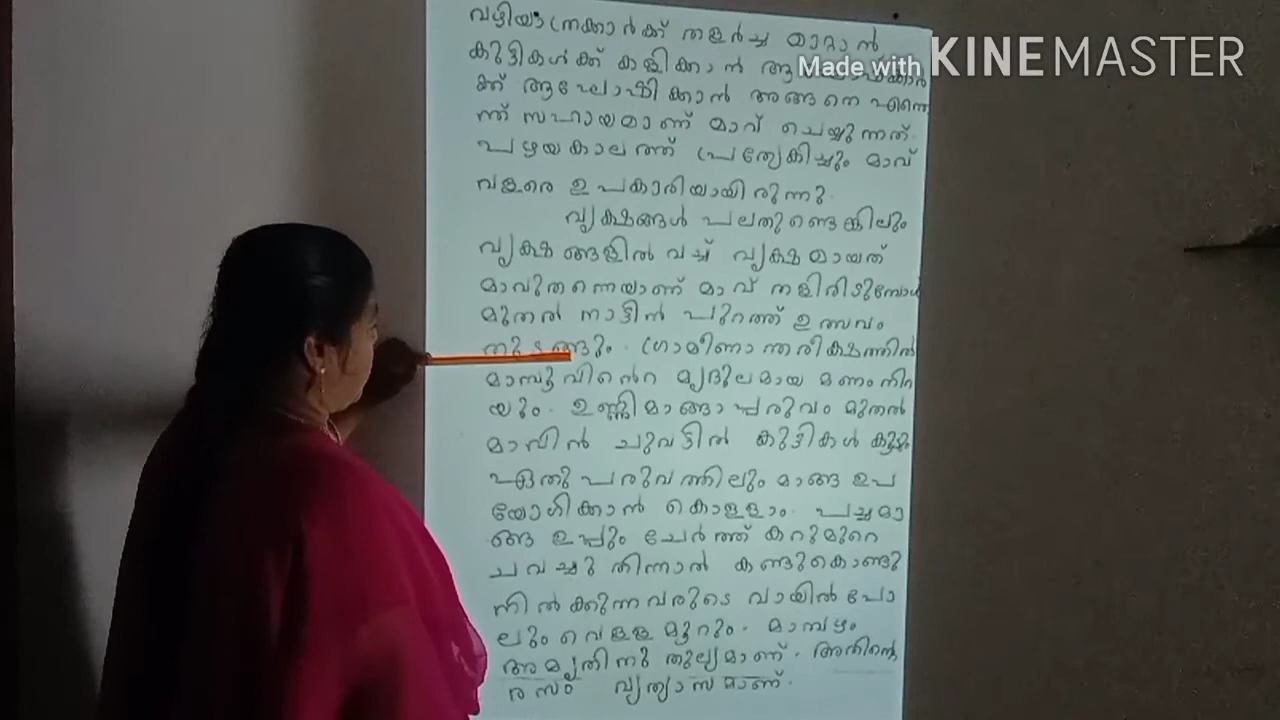 വഴിയാത്രക്കാർക്ക് തളർച്ച മാറ്റാൻ
കുട്ടികൾക്ക് കളിക്കാൻ
ക്ക് ആഘോഷിക്കാൻ അങ്ങനെ എന്തെ
ന്ത് സഹായമാണ് മാവ് ചെയ്യുന്നത്.
പഴയകാലത്ത് പ്രത്യേകിച്ചും മാവ്
വളരെ ഉപകാരിയായിരുന്നു.
വൃക്ഷങ്ങൾ പലതുണ്ടെങ്കിലും
വൃക്ഷങ്ങളിൽ വച്ച് വൃക്ഷമായത്
മാവുതന്നെയാണ് മാവ് തളിരിടുമ്പോൾ
മുതൽ നാട്ടിൻ പുറത്ത് ഉത്സവം
തുടങ്ങും. ഗ്രാമീണാന്തരീക്ഷത്തിൽ
മാമ്പൂവിൻെറ മൃദുലമായ മണം നിറ
യും. ഉണ്ണിമാങ്ങാപ്പരുവം മുതൽ
മാവിൻ ചുവട്ടിൽ കുട്ടികൾ കൂടും
ഏതു പരുവത്തിലും മാങ്ങ ഉപ
യോഗിക്കാൻ കൊള്ളാം. പച്ചമാ
ങ്ങ ഉപ്പും ചേർത്ത് കറുമുറെ
ചവച്ചു തിന്നാൽ കണ്ടുകൊണ്ടു
നിൽക്കുന്നവരുടെ വായിൽ പോ
ലും വെള്ളമൂറും. മാമ്പഴം
അമൃതിനു തുല്യമാണ്. അതിൻെ
രസം വ്യത്യാസമാണ്.
Made with KINEMASTER